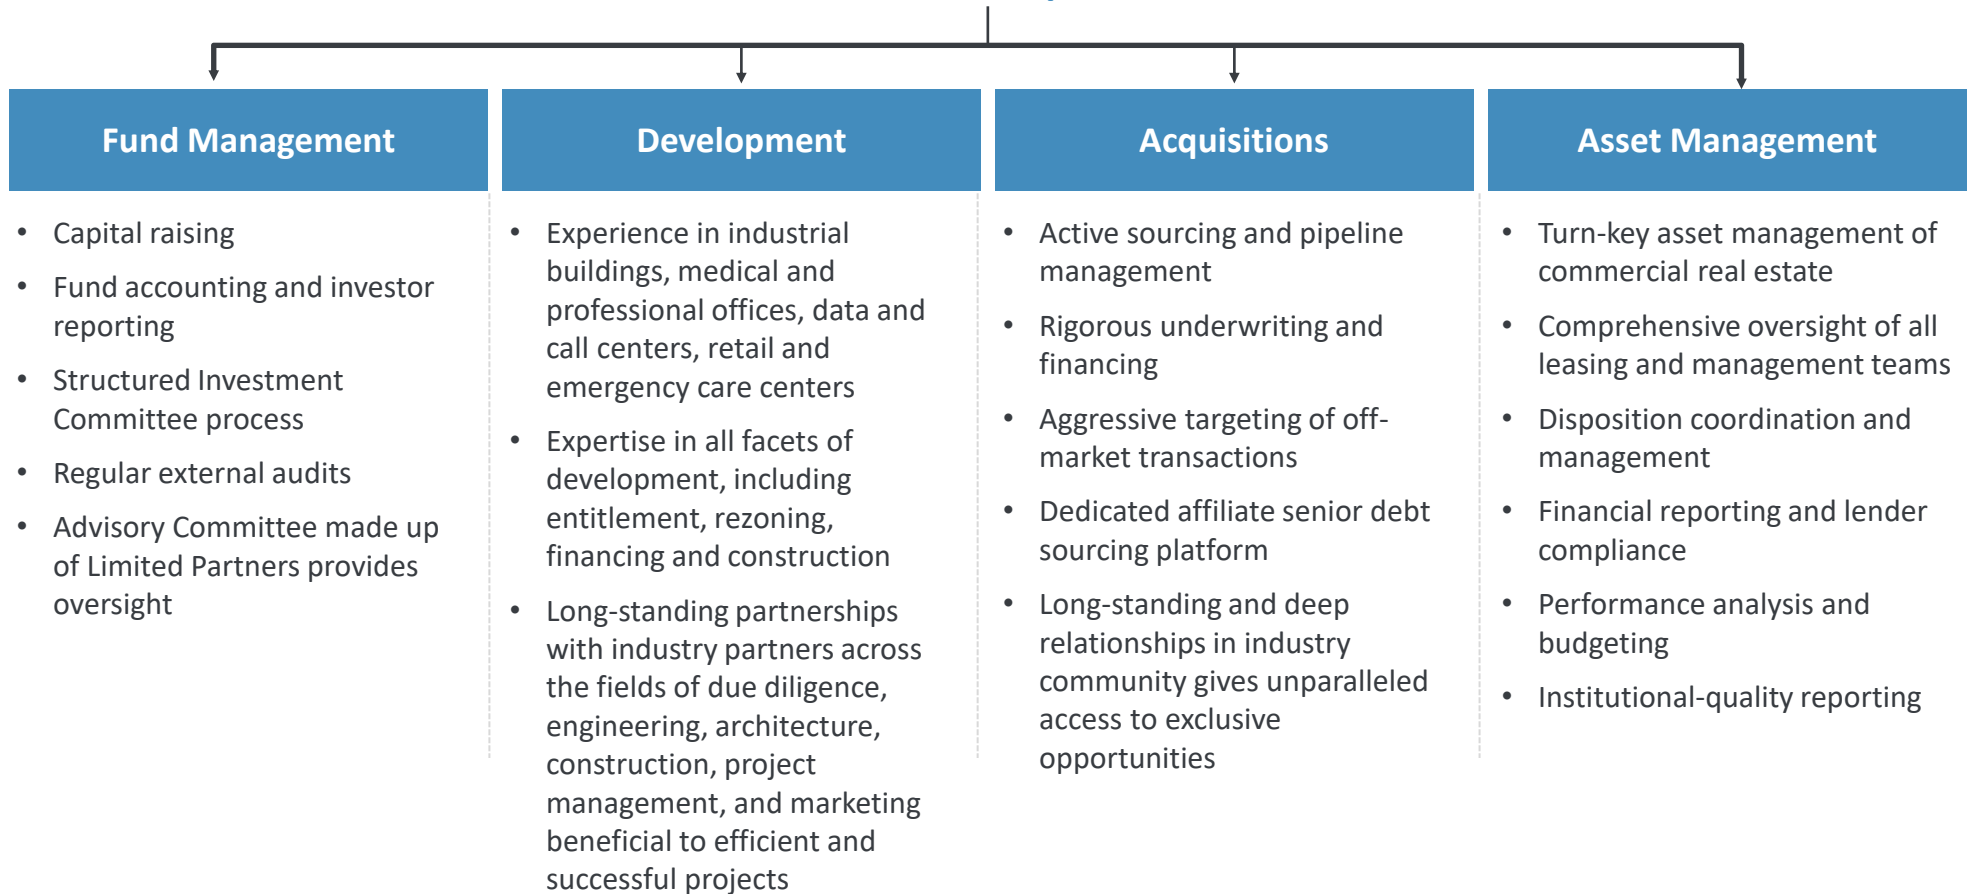 Fund Management
• Capital raising
• Fund accounting and investor
reporting
• Structured Investment
Committee process
• Regular external audits
• Advisory Committee made up
of Limited Partners provides
oversight
Development
• Experience in industrial
buildings, medical and
professional offices, data and
call centers, retail and
emergency care centers
• Expertise in all facets of
development, including
entitlement, rezoning,
financing and construction
• Long-standing partnerships
with industry partners across
the fields of due diligence,
engineering, architecture,
construction, project
management, and marketing
beneficial to efficient and
successful projects
Acquisitions
• Active sourcing and pipeline
management
• Rigorous underwriting and
financing
• Aggressive targeting of off-
market transactions
• Dedicated affiliate senior debt
sourcing platform
• Long-standing and deep
relationships in industry
community gives unparalleled
access to exclusive
opportunities
Asset Management
• Turn-key asset management of
commercial real estate
• Comprehensive oversight of all
leasing and management teams
• Disposition coordination and
management
• Financial reporting and lender
compliance
• Performance analysis and
budgeting
• Institutional-quality reporting